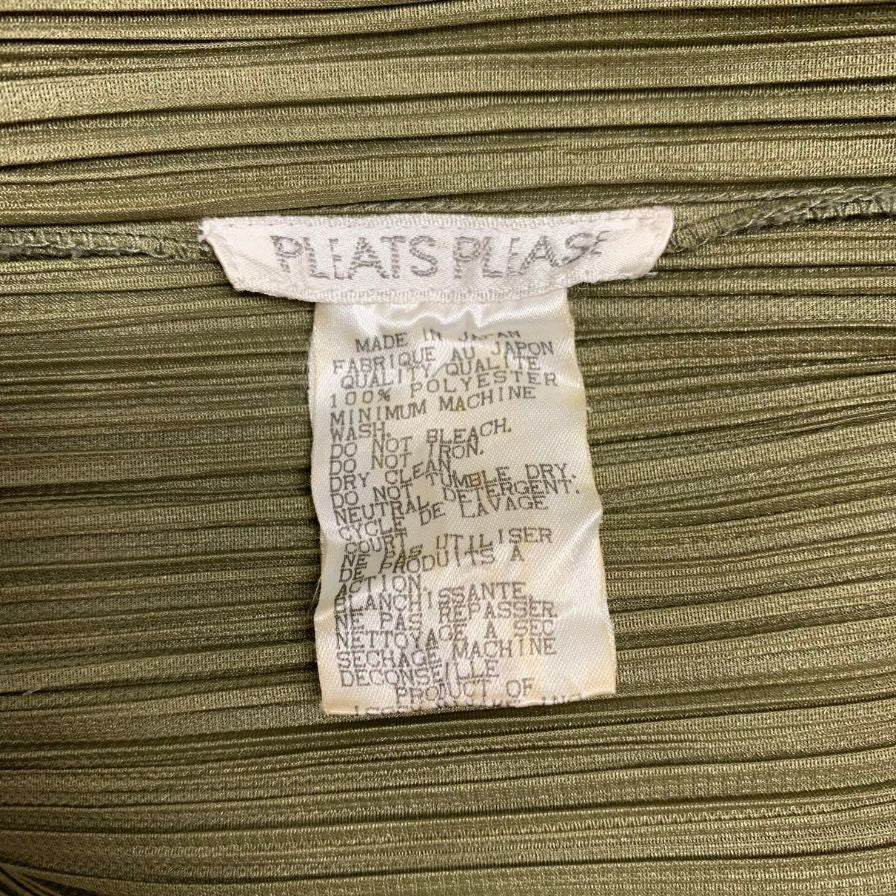 PLEATS PLEASE
MADE IN JAPAN
FABRIQUE AU JAPON
QUALITY/QUALITE
100% POLYESTER
MINIMUM MACHINE
WASH.
DO NOT BLEACH.
DO NOT IRON.
DRY CLEAN.
DO NOT TUMBLE DRY.
NEUTRAL DETERGENT.
CYCLE DE LAVAGE
COURT
NE PAS UTILISER
DE PRODUITS A
ACTION
BLANCHISSANTE
NE PAS REPASSER
NETTOYAGE A SEC
SECHAGE MACHINE
DECONSEILLE
PRODUCT OF